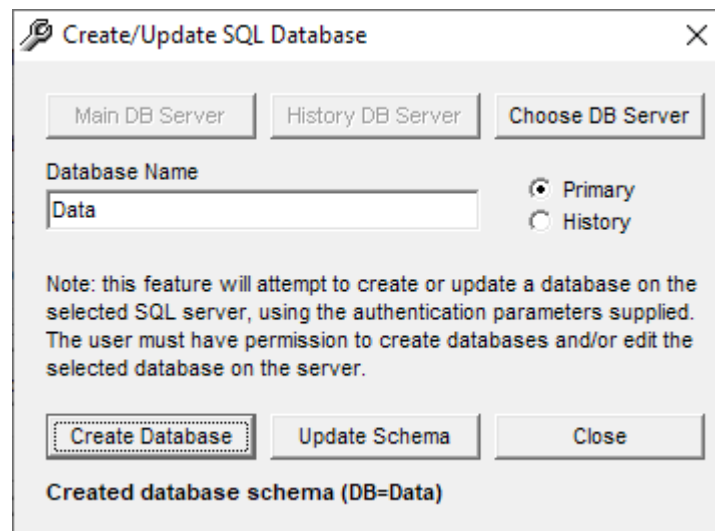 Create/Update SQL Database
Main DB Server
History DB Server
Choose DB Server
Database Name
Data
Primary
History
Note: this feature will attempt to create or update a database on the
selected SQL server, using the authentication parameters supplied.
The user must have permission to create databases and/or edit the
selected database on the server.
Create Database
Update Schema
Close
Created database schema (DB=Data)